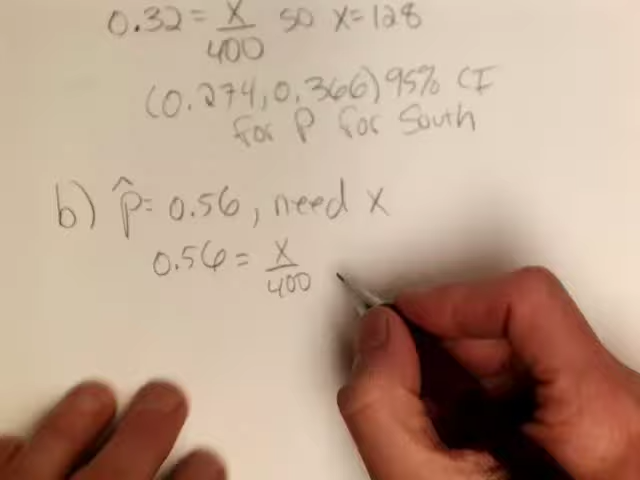 0.32 = x/400 so x=128
(0.274, 0.366) 95% CI
for p for South
b) p̂= 0.56, need x
0.56 = x/400